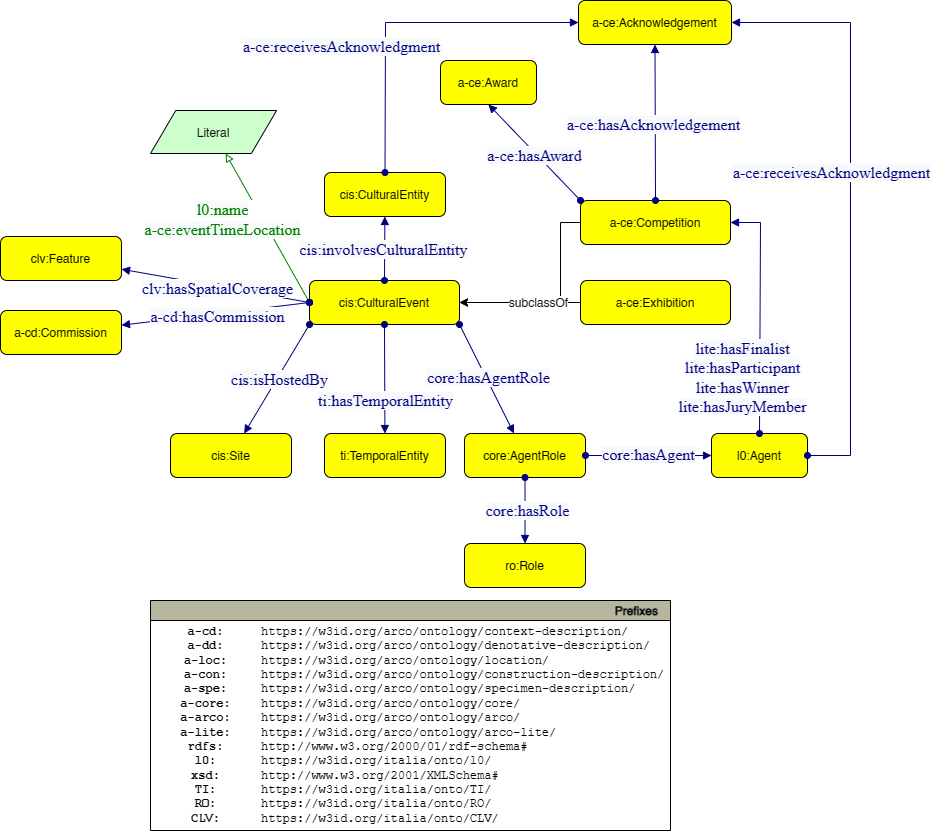 a-ce:Acknowledgement
a-ce:receivesAcknowledgment
a-ce:Award
a-ce:hasAcknowledgement
Literal
a-ce:hasAward
a-ce:receivesAcknowledgment
cis:CulturalEntity
l0:name
a-ce:eventTimeLocation
a-ce:Competition
cis:involvesCulturalEntity
clv:Feature
clv:hasSpatialCoverage
cis:CulturalEvent
subclassOf
a-ce:Exhibition
a-cd:hasCommission
a-cd:Commission
lite:hasFinalist
lite:hasParticipant
lite:hasWinner
lite:hasJuryMember
cis:isHostedBy
core:hasAgentRole
ti:hasTemporalEntity
cis:Site
ti:TemporalEntity
core:AgentRole
core:hasAgent
l0:Agent
core:hasRole
ro:Role
Prefixes
a-cd: https://w3id.org/arco/ontology/context-description/
a-dd: https://w3id.org/arco/ontology/denotative-description/
a-loc: https://w3id.org/arco/ontology/location/
a-con: https://w3id.org/arco/ontology/construction-description/
a-spe: https://w3id.org/arco/ontology/specimen-description/
a-core: https://w3id.org/arco/ontology/core/
a-arco: https://w3id.org/arco/ontology/arco/
a-lite: https://w3id.org/arco/ontology/arco-lite/
rdfs: http://www.w3.org/2000/01/rdf-schema#
l0: https://w3id.org/italia/onto/l0/
xsd: http://www.w3.org/2001/XMLSchema#
TI: https://w3id.org/italia/onto/TI/
RO: https://w3id.org/italia/onto/RO/
CLV: https://w3id.org/italia/onto/CLV/